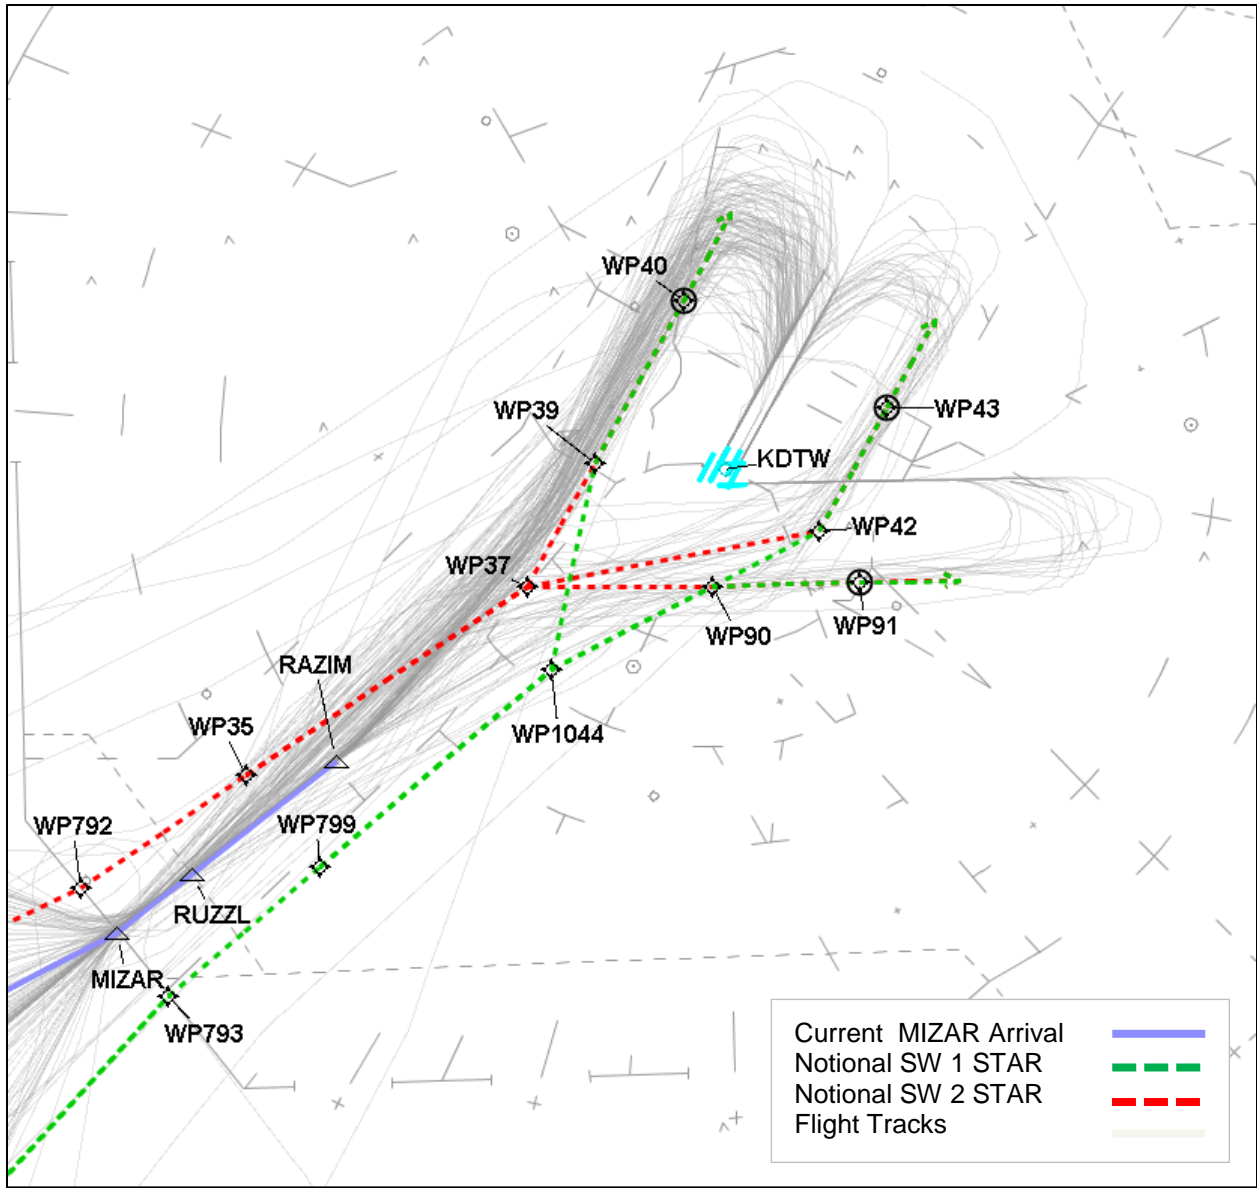 WP40
WP39
WP43
KDTW
WP42
WP37
WP90
WP91
RAZIM
WP35
WP1044
WP799
WP792
RUZZL
MIZAR
WP793
Current MIZAR Arrival
Notional SW 1 STAR
Notional SW 2 STAR
Flight Tracks